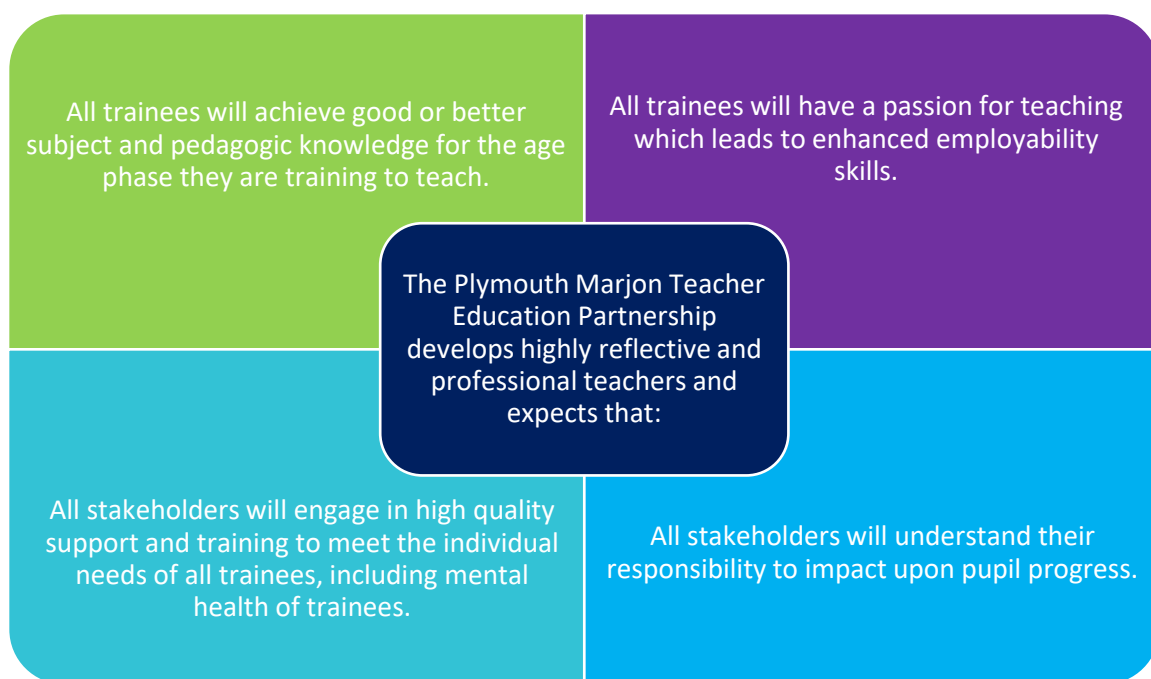 All trainees will achieve good or better
subject and pedagogic knowledge for the age
phase they are training to teach.
All trainees will have a passion for teaching
which leads to enhanced employability
skills.
The Plymouth Marjon Teacher
Education Partnership
develops highly reflective and
professional teachers and
expects that:
All stakeholders will engage in high quality
support and training to meet the individual
needs of all trainees, including mental
health of trainees.
All stakeholders will understand their
responsibility to impact upon pupil progress.